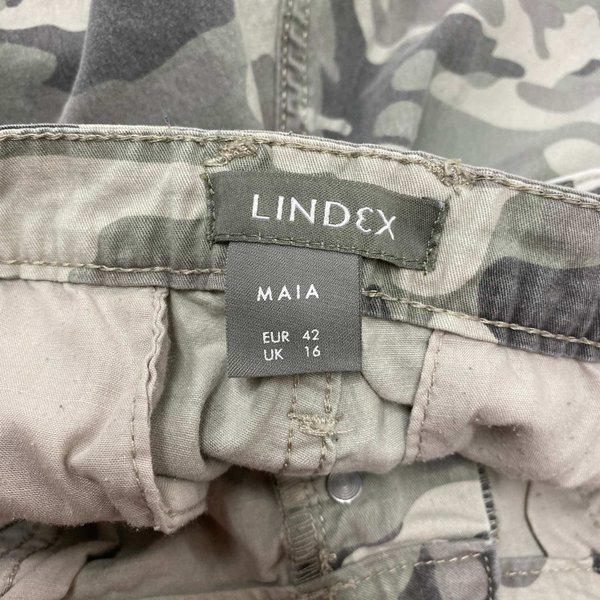 LINDEX
MAIA
EUR 42
UK 16